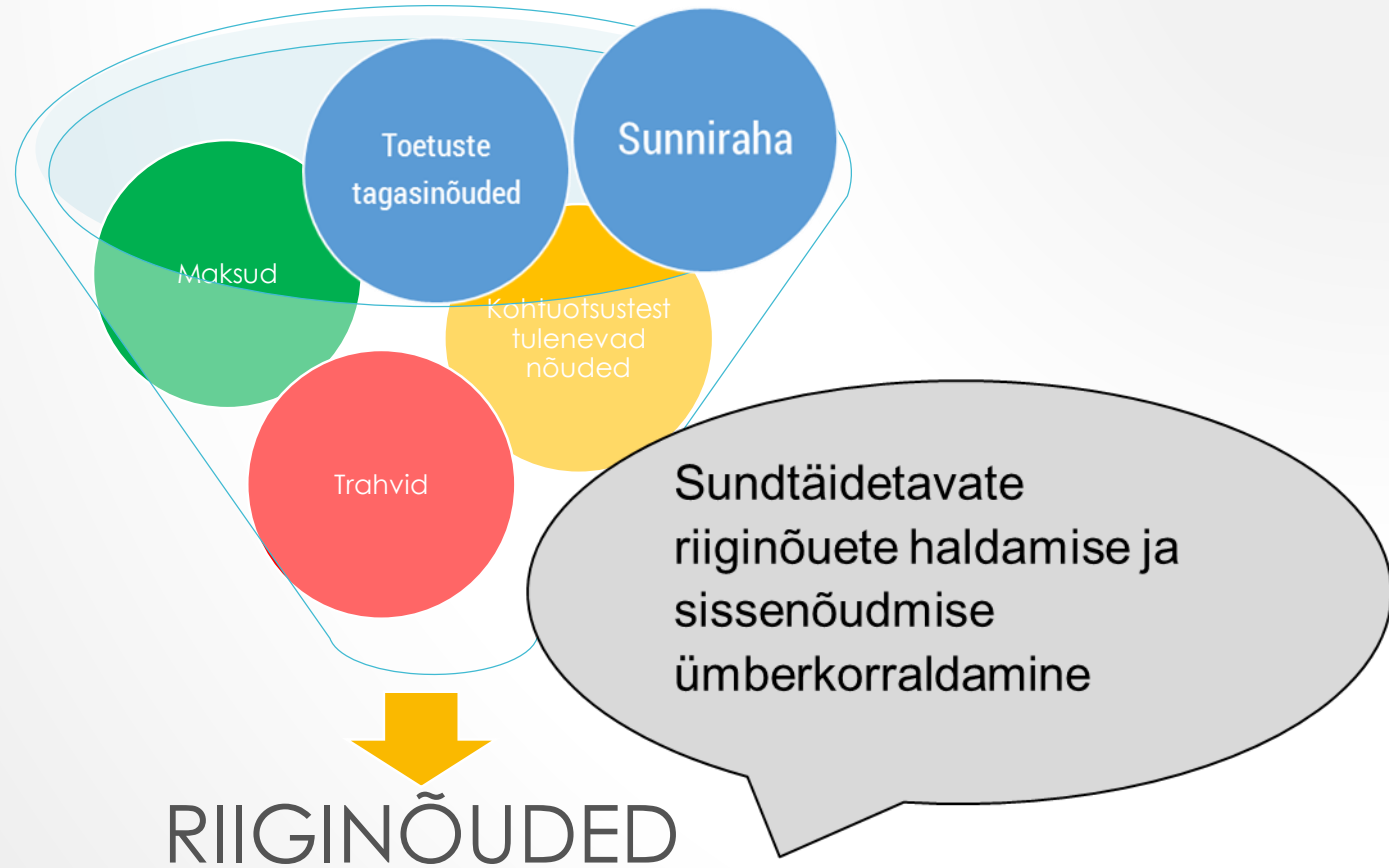 Toetuste
tagasinõuded
Sunniraha
Maksud
Kohtuotsustest
tulenevad
nõuded
Trahvid
Sundtäidetavate
riiginõuete haldamise ja
sissenõudmise
ümberkorraldamine
RIIGINÕUDED